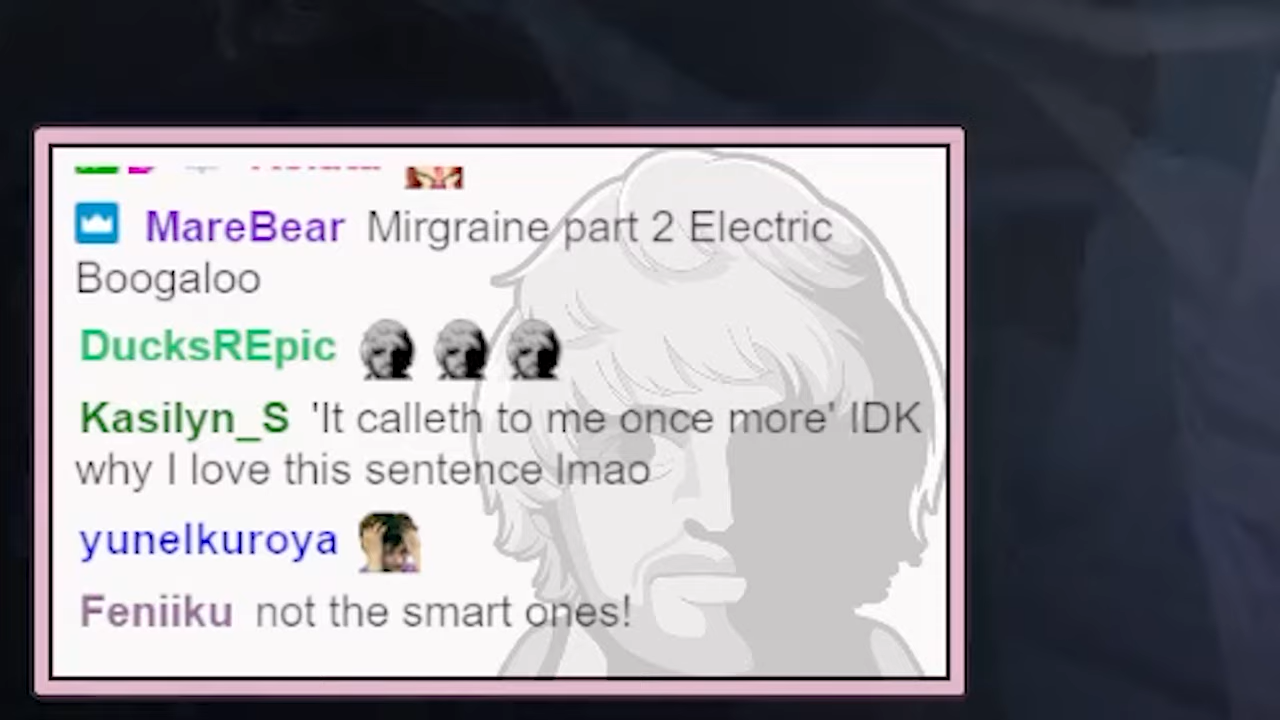 MareBear Mirgraine part 2 Electric
Boogaloo
DucksREpic
Kasilyn_S 'It calleth to me once more' IDK
why I love this sentence lmao
yunelkuroya
Feniiku not the smart ones!